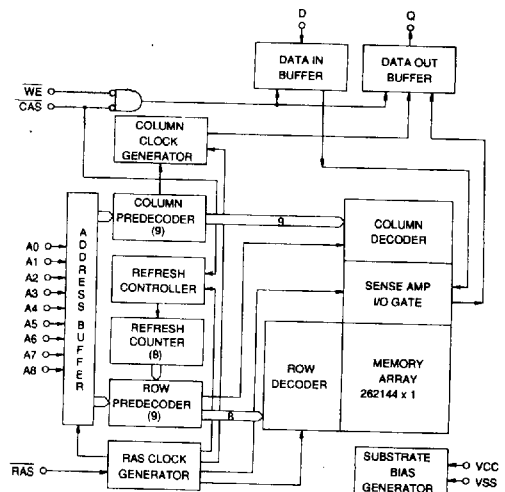 D
Q
DATA IN
BUFFER
DATA OUT
BUFFER
WE
CAS
COLUMN
CLOCK
GENERATOR
ADDRESS BUFFER
COLUMN
PREDECODER
(9)
9
COLUMN
DECODER
A0
A1
A2
A3
A4
A5
A6
A7
A8
REFRESH
CONTROLLER
SENSE AMP
I/O GATE
REFRESH
COUNTER
(8)
ROW
DECODER
MEMORY
ARRAY
262144 x 1
ROW
PREDECODER
(9)
8
RAS
RAS CLOCK
GENERATOR
SUBSTRATE
BIAS
GENERATOR
VCC
VSS